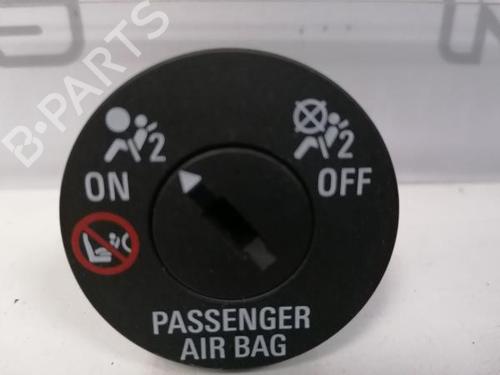 B-PARTS
2
2
ON
OFF
PASSENGER
AIR BAG